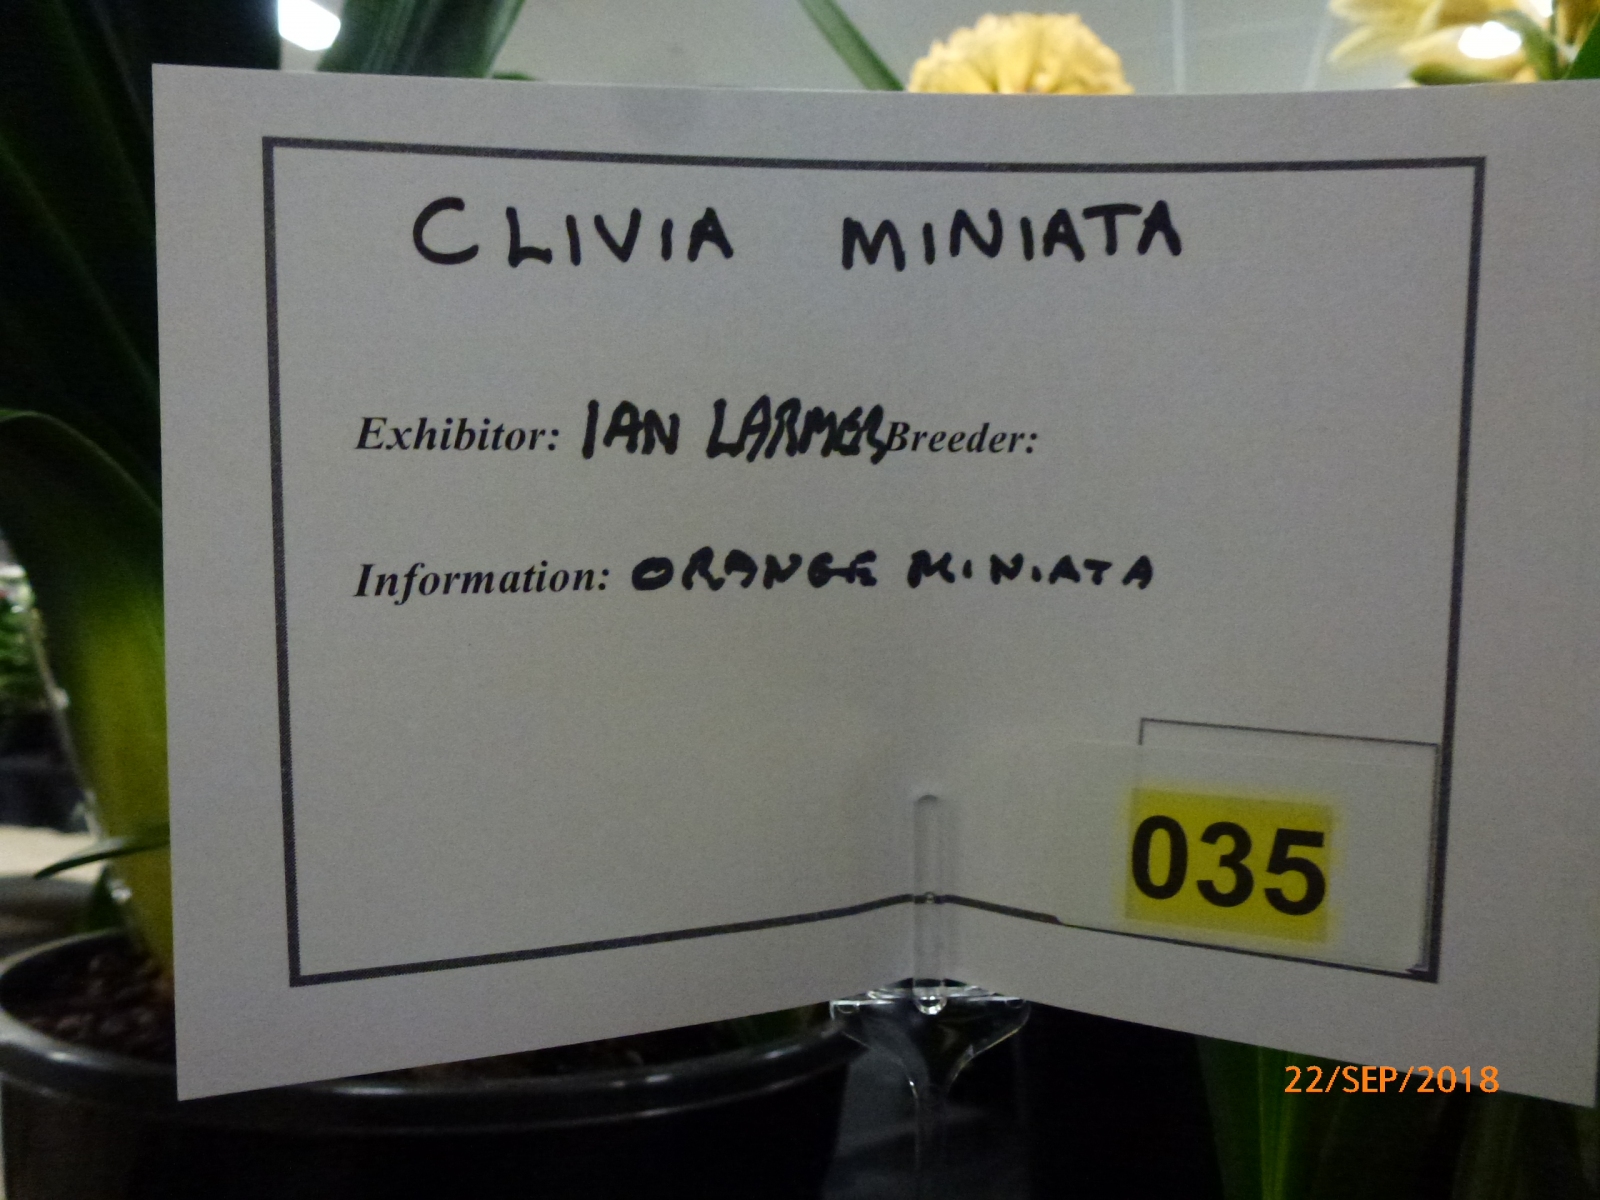 CLIVIA MINIATA
Exhibitor: IAN LARMER Breeder:
Information: ORANGE MINIATA
035
22/SEP/2018